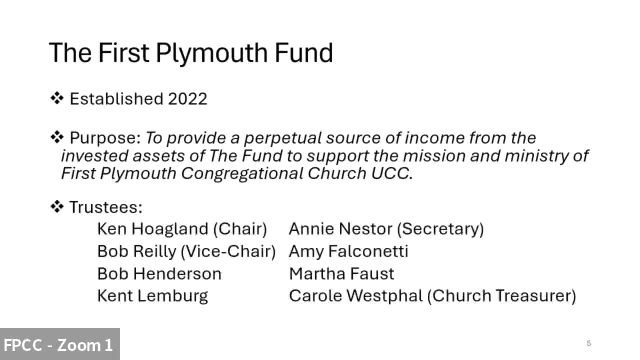 The First Plymouth Fund
❖ Established 2022
❖ Purpose: To provide a perpetual source of income from the
invested assets of The Fund to support the mission and ministry of
First Plymouth Congregational Church UCC.
❖ Trustees:
Ken Hoagland (Chair) Annie Nestor (Secretary)
Bob Reilly (Vice-Chair) Amy Falconetti
Bob Henderson Martha Faust
Kent Lemburg Carole Westphal (Church Treasurer)
FPCC - Zoom 1
5